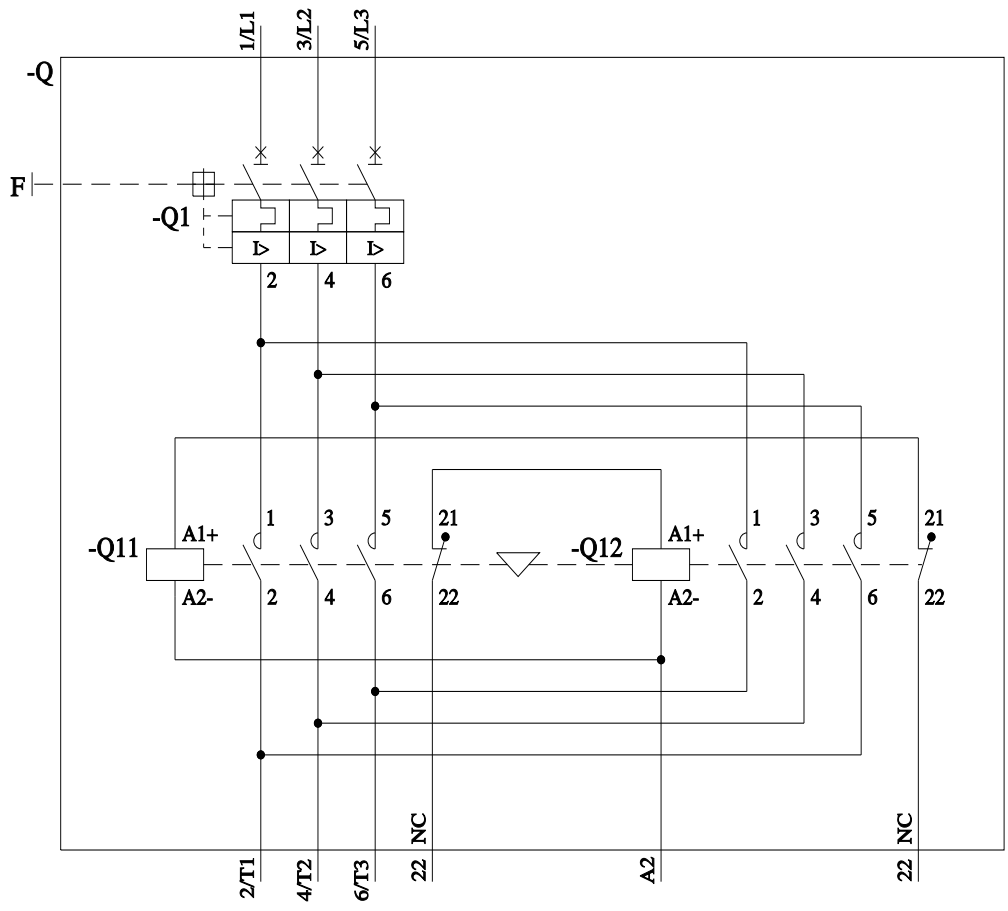 1/L1 3/L2 5/L3
-Q
F
-Q1
I> I> I>
2 4 6
1 3 5 21 1 3 5 21
A1+ A1+
-Q11 -Q12
A2- 2 4 6 22 A2- 2 4 6 22
NC NC
2/T1 4/T2 6/T3 22 A2 22